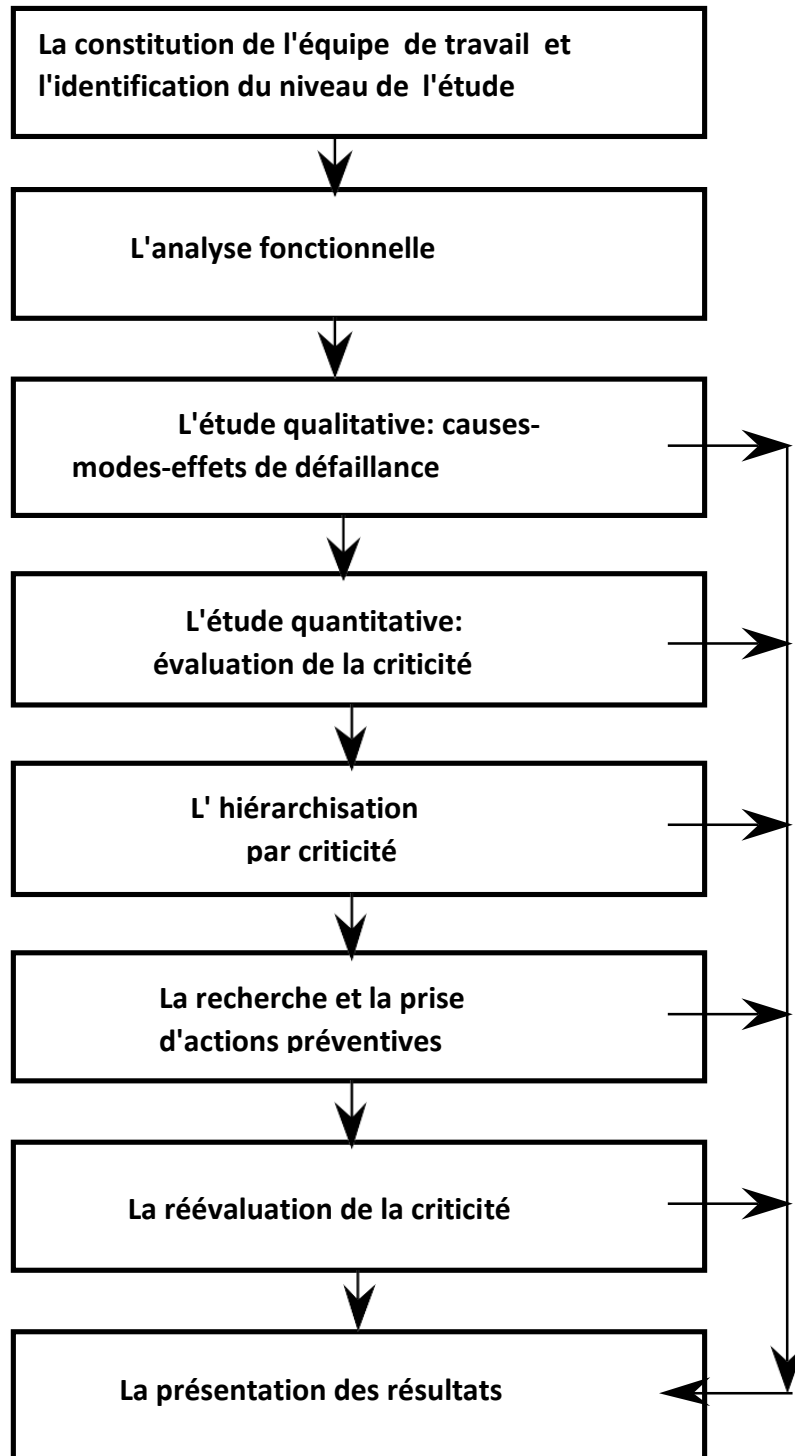 La constitution de l'équipe de travail et
l'identification du niveau de l'étude
L'analyse fonctionnelle
L'étude qualitative: causes-
modes-effets de défaillance
L'étude quantitative:
évaluation de la criticité
L' hiérarchisation
par criticité
La recherche et la prise
d'actions préventives
La réévaluation de la criticité
La présentation des résultats